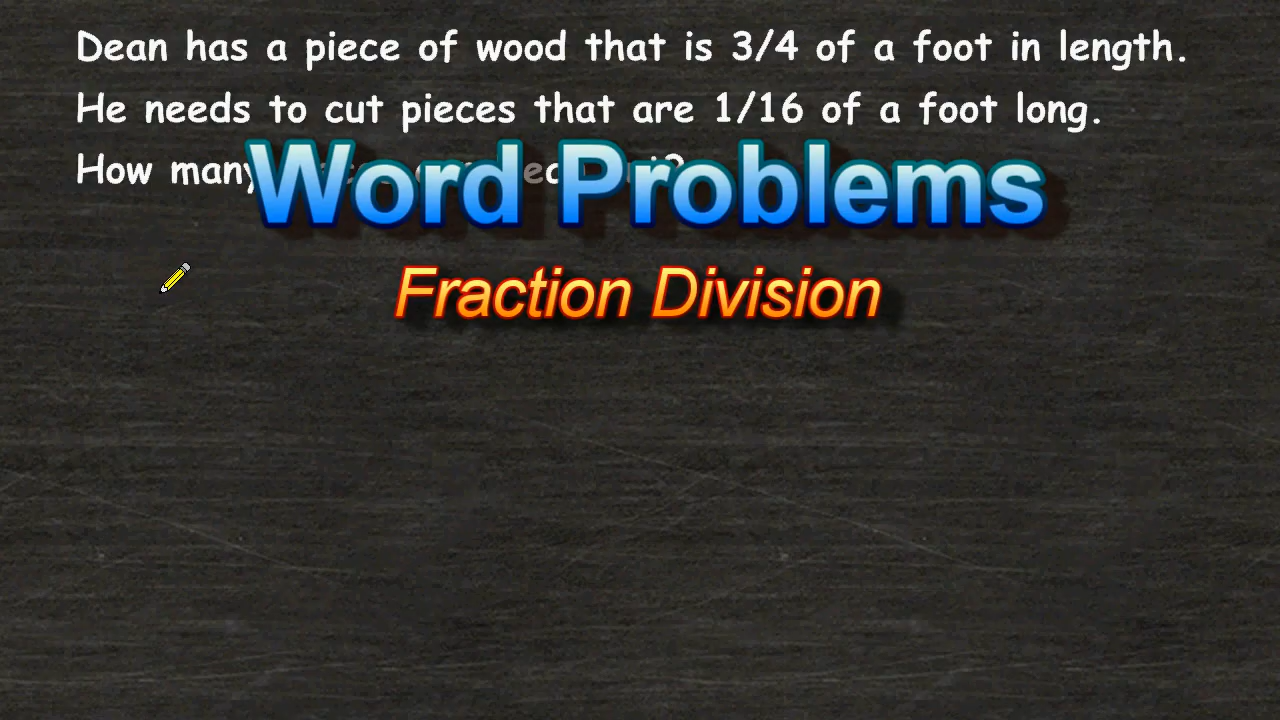 Dean has a piece of wood that is 3/4 of a foot in length.
He needs to cut pieces that are 1/16 of a foot long.
How many
Word Problems
Fraction Division